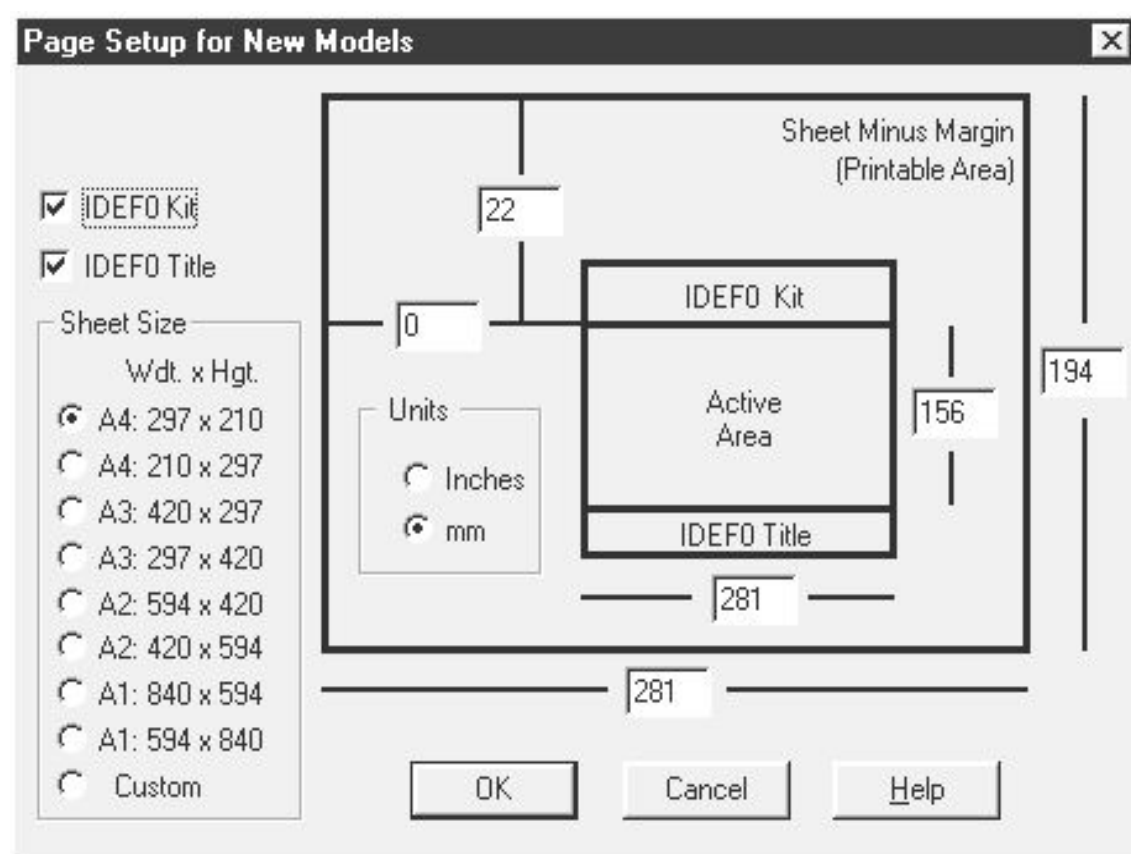 Page Setup for New Models
Sheet Minus Margin
(Printable Area)
IDEF0 Kit
22
IDEF0 Title
IDEF0 Kit
Sheet Size
0
Wdt. x Hgt.
194
A4: 297 x 210
Units
Active
Area
156
A4: 210 x 297
Inches
A3: 420 x 297
mm
IDEF0 Title
A3: 297 x 420
A2: 594 x 420
281
A2: 420 x 594
A1: 840 x 594
281
A1: 594 x 840
Custom
OK
Cancel
Help